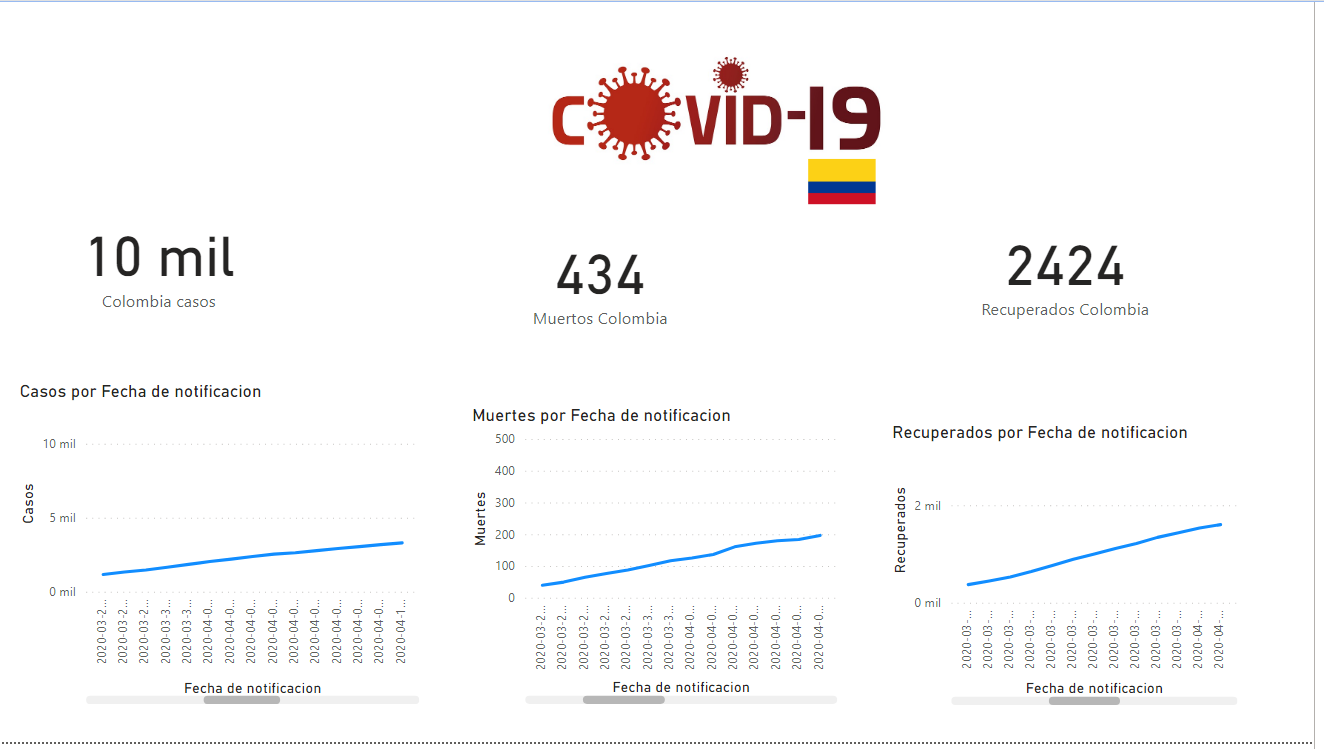 COVID-19
10 mil
Colombia casos
434
Muertos Colombia
2424
Recuperados Colombia
Casos por Fecha de notificacion
10 mil
5 mil
0 mil
Casos
2020-03-2...
2020-03-2...
2020-03-2...
2020-03-3...
2020-03-3...
2020-04-0...
2020-04-0...
2020-04-0...
2020-04-0...
2020-04-0...
2020-04-0...
2020-04-0...
2020-04-0...
2020-04-0...
2020-04-1...
Fecha de notificacion
Muertes por Fecha de notificacion
500
400
300
200
100
0
Muertes
2020-03-2...
2020-03-2...
2020-03-2...
2020-03-2...
2020-03-2...
2020-03-3...
2020-03-3...
2020-04-0...
2020-04-0...
2020-04-0...
2020-04-0...
2020-04-0...
2020-04-0...
2020-04-0...
Fecha de notificacion
Recuperados por Fecha de notificacion
2 mil
0 mil
Recuperados
2020-03-...
2020-03-...
2020-03-...
2020-03-...
2020-03-...
2020-03-...
2020-03-...
2020-03-...
2020-03-...
2020-03-...
2020-03-...
2020-04-...
2020-04-...
Fecha de notificacion